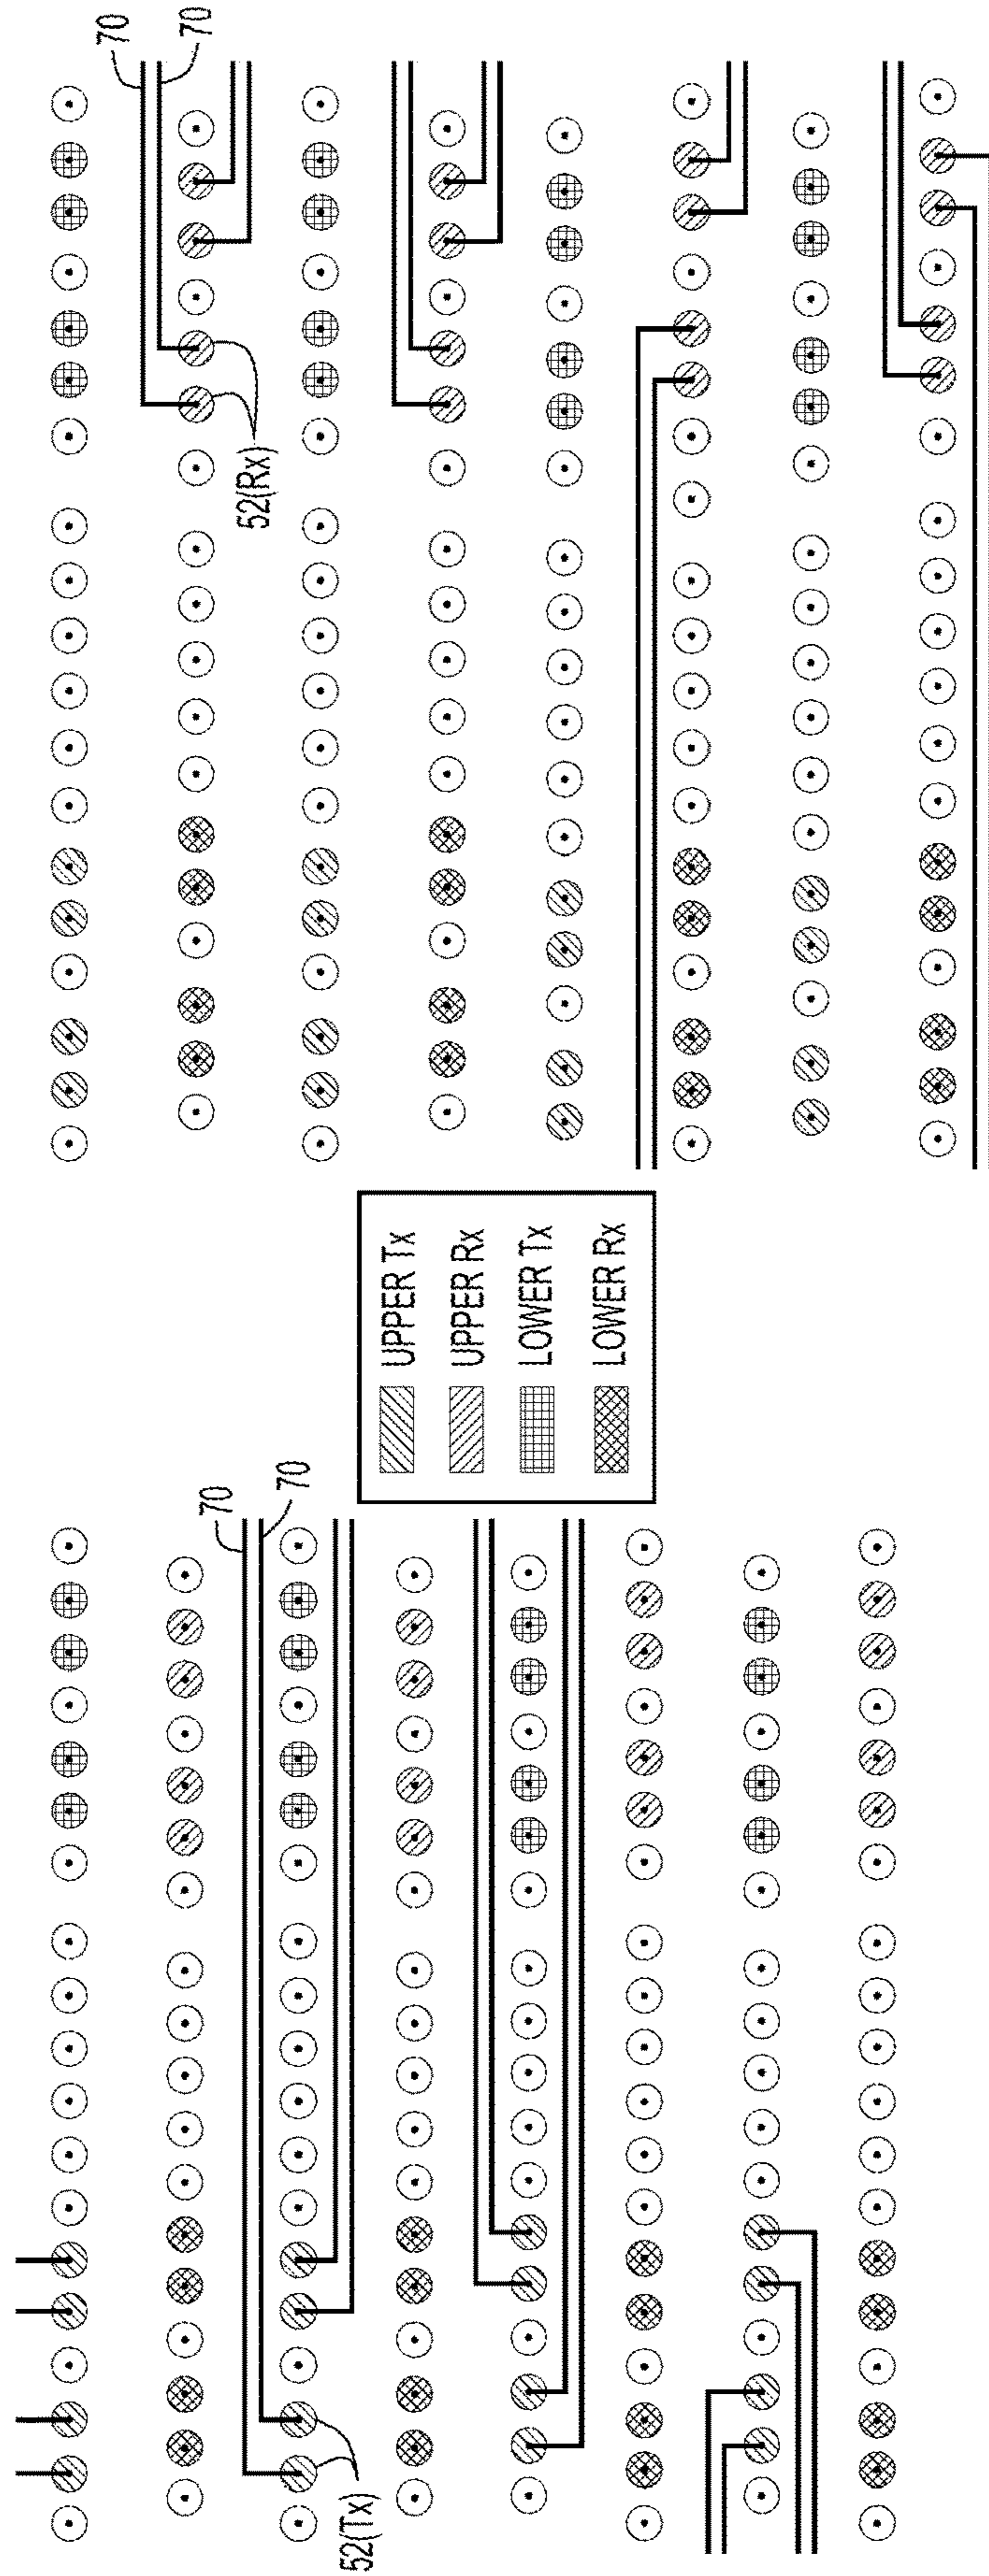 70
70
52(Rx)
UPPER Tx
UPPER Rx
LOWER Tx
LOWER Rx
70
70
52(Tx)